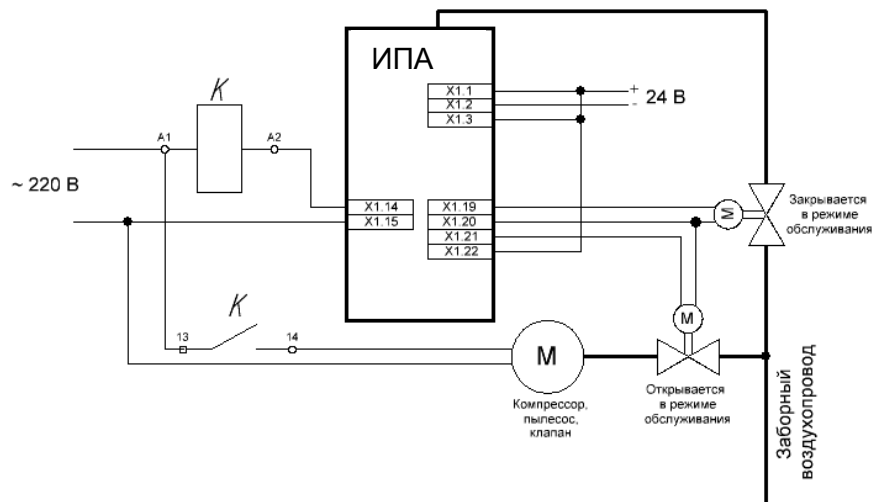 ИПА
К
X1.1
X1.2
X1.3
+
-
24 В
A1
A2
~ 220 В
X1.14
X1.15
X1.19
X1.20
X1.21
X1.22
М
Закрывается
в режиме
обслуживания
К
13
14
М
М
Компрессор,
пылесос,
клапан
Открывается
в режиме
обслуживания
Заборный
воздухопровод